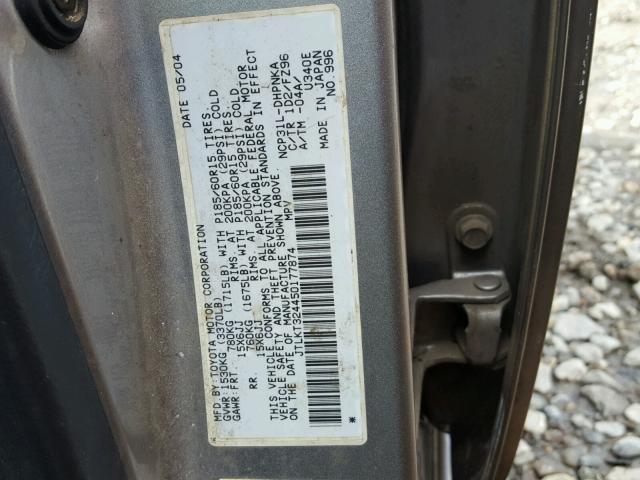 MFD BY: TOYOTA MOTOR CORPORATION DATE 05/04
GVWR: 1530KG (3370LB)
GAWR: FRT. 780KG (1715LB) WITH P185/60R15 TIRES
15X6JJ RIMS, AT 200KPA (29PSI) COLD
RR. 760KG (1675LB) WITH P185/60R15 TIRES
15X6JJ RIMS, AT 200KPA (29PSI) COLD
THIS VEHICLE CONFORMS TO ALL APPLICABLE FEDERAL MOTOR
VEHICLE SAFETY AND THEFT PREVENTION STANDARDS IN EFFECT
ON THE DATE OF MANUFACTURE SHOWN ABOVE.
JTLKT324450177874 MPV
NCP31L-DHPNKA
C/TR 1D2/FZ96
A/TM -04A/ U340E
MADE IN JAPAN
NO.996